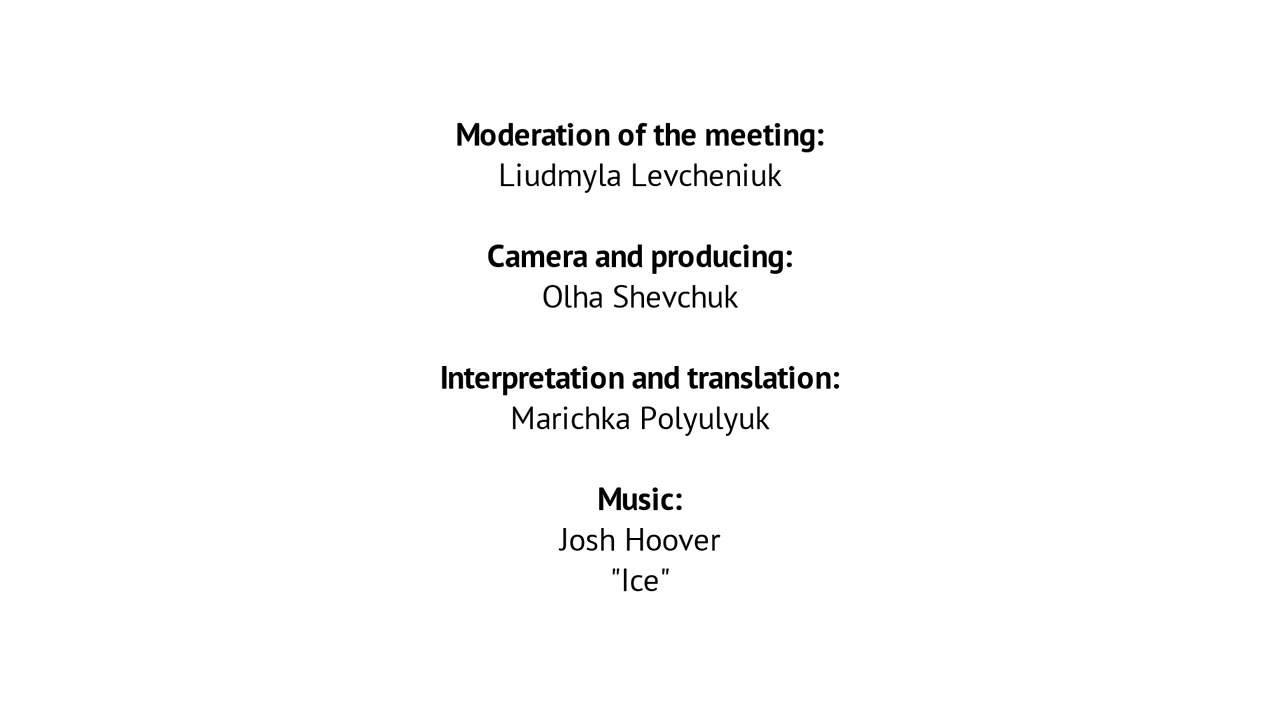 Moderation of the meeting:
Liudmyla Levcheniuk
Camera and producing:
Olha Shevchuk
Interpretation and translation:
Marichka Polyulyuk
Music:
Josh Hoover
"Ice"